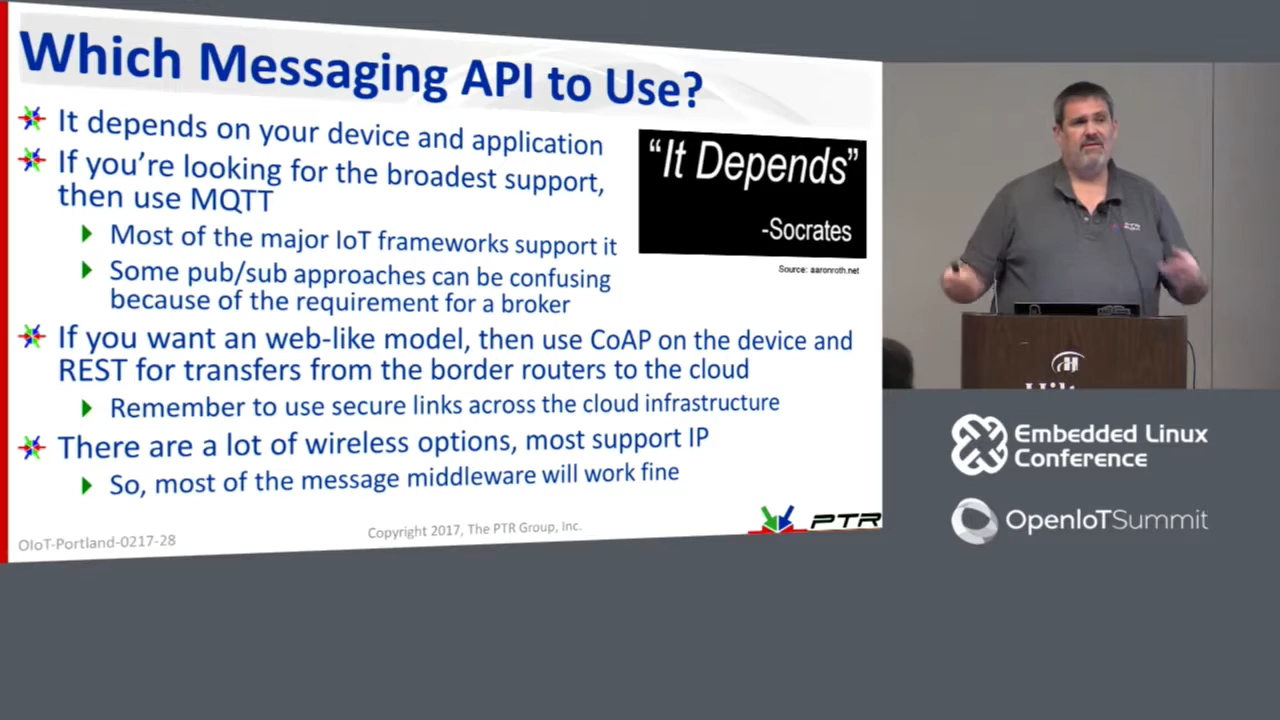 Which Messaging API to Use?
It depends on your device and application
If you're looking for the broadest support,
then use MQTT
Most of the major IoT frameworks support it
Some pub/sub approaches can be confusing
because of the requirement for a broker
If you want an web-like model, then use CoAP on the device and
REST for transfers from the border routers to the cloud
Remember to use secure links across the cloud infrastructure
There are a lot of wireless options, most support IP
So, most of the message middleware will work fine
"It Depends"
-Socrates
Source: aaronroth.net
OIoT-Portland-0217-28
Copyright 2017, The PTR Group, Inc.
PTR
Embedded Linux
Conference
OpenIoTSummit